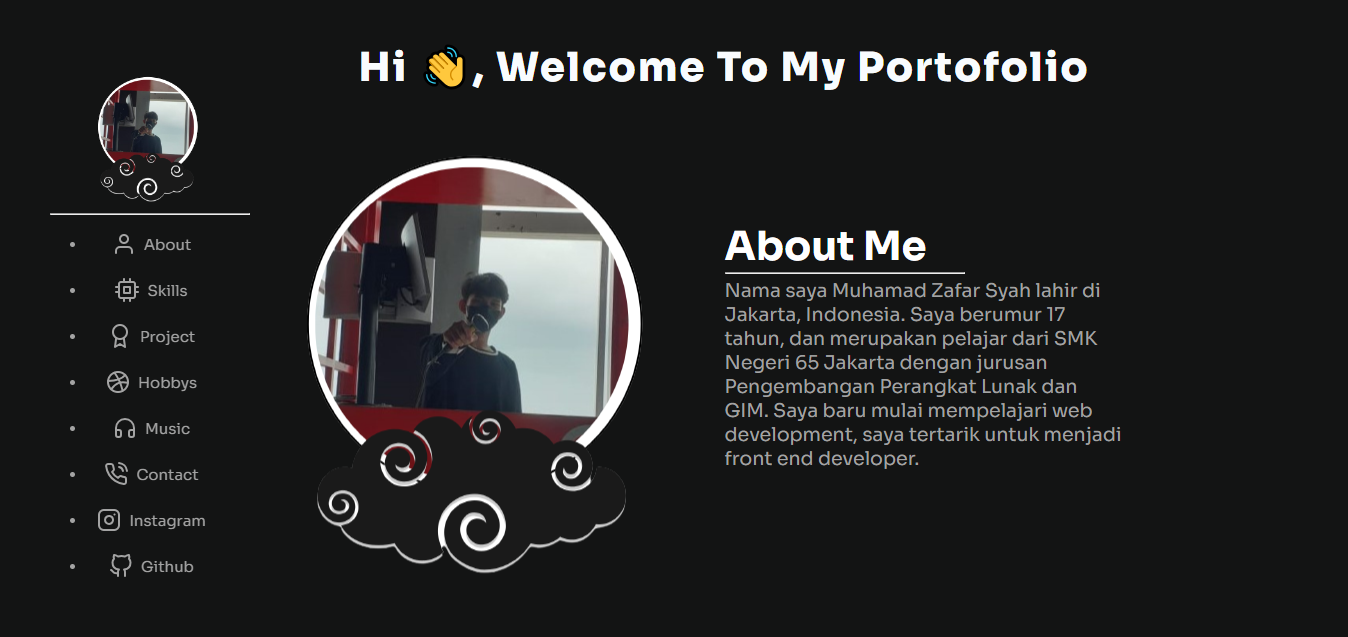 Hi 👋, Welcome To My Portofolio
About
Skills
Project
Hobbys
Music
Contact
Instagram
Github
About Me
Nama saya Muhamad Zafar Syah lahir di
Jakarta, Indonesia. Saya berumur 17
tahun, dan merupakan pelajar dari SMK
Negeri 65 Jakarta dengan jurusan
Pengembangan Perangkat Lunak dan
GIM. Saya baru mulai mempelajari web
development, saya tertarik untuk menjadi
front end developer.